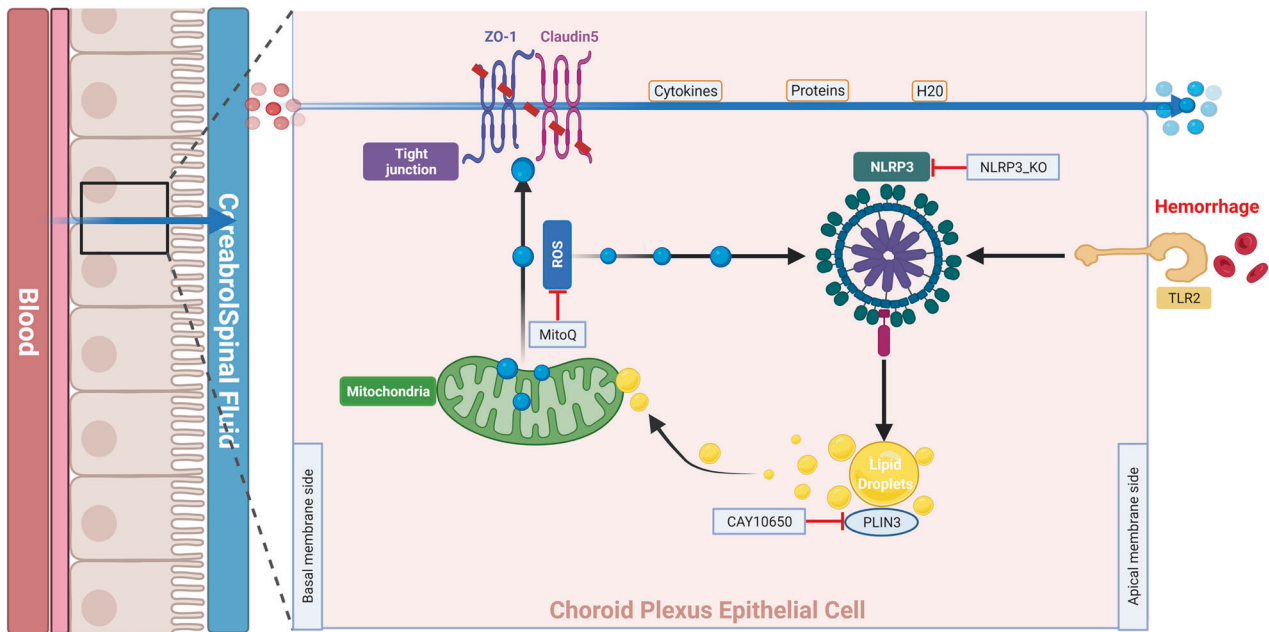 Blood
CereabrolSpinal Fluid
ZO-1
Claudin5
Cytokines
Proteins
H20
Tight
junction
NLRP3
NLRP3_KO
Hemorrhage
ROS
TLR2
MitoQ
Mitochondria
Lipid
Droplets
CAY10650
PLIN3
Basal membrane side
Apical membrane side
Choroid Plexus Epithelial Cell